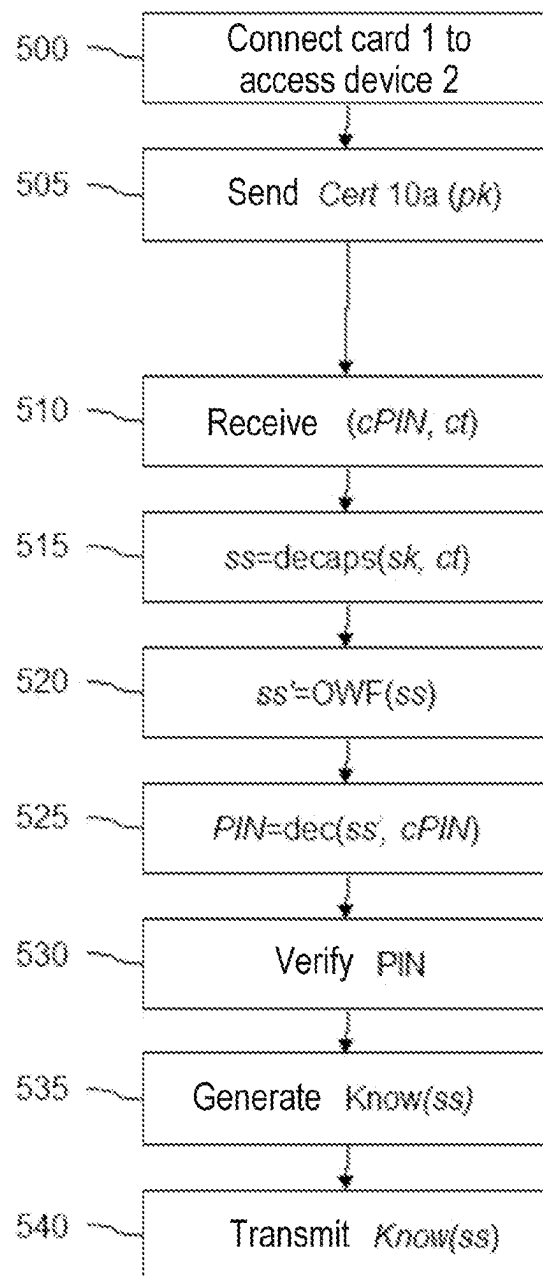 500
Connect card 1 to
access device 2
505
Send Cert 10a (pk)
510
Receive (cPIN, ct)
515
ss=decaps(sk, ct)
520
ss'=OWF(ss)
525
PIN=dec(ss', cPIN)
530
Verify PIN
535
Generate Know(ss)
540
Transmit Know(ss)